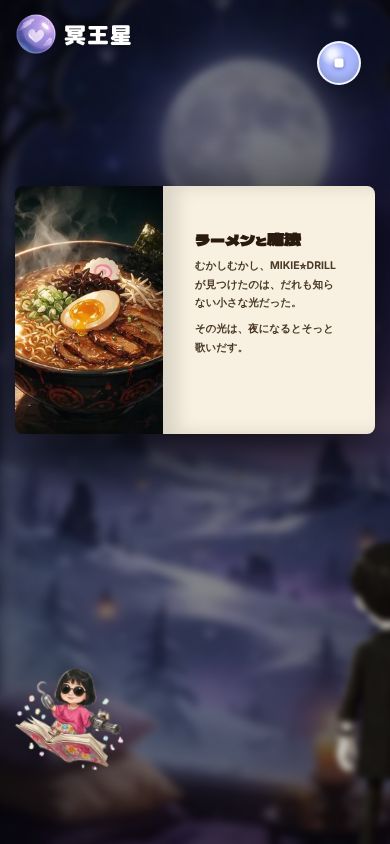 冥王星
ラーメンと魔法
むかしむかし、MIKIE★DRILL
が見つけたのは、だれも知ら
ない小さな光だった。
その光は、夜になるとそっと
歌いだす。